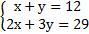 x + y = 12
2x + 3y = 29